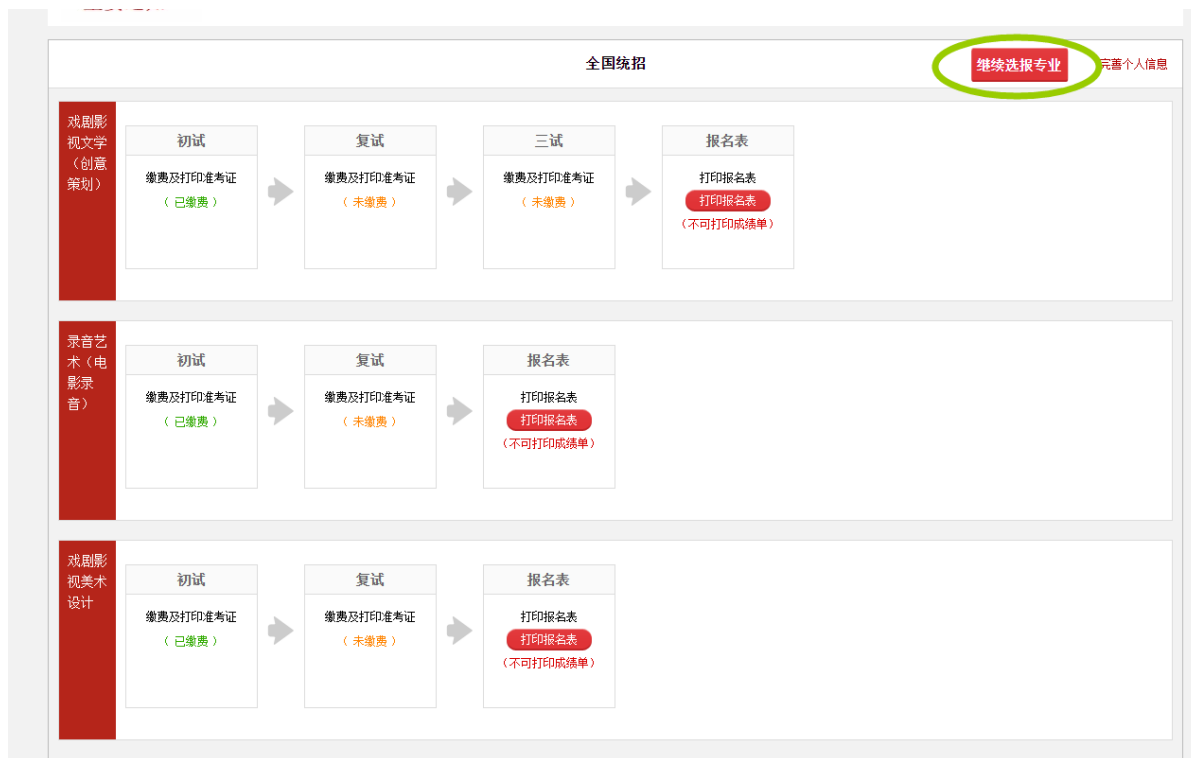 全国统招
继续选报专业
完善个人信息
戏剧影
视文学
（创意
策划）
初试
缴费及打印准考证
（ 已缴费 ）
复试
缴费及打印准考证
（ 未缴费 ）
三试
缴费及打印准考证
（ 未缴费 ）
报名表
打印报名表
打印报名表
（不可打印成绩单）
录音艺
术（电
影录
音）
初试
缴费及打印准考证
（ 已缴费 ）
复试
缴费及打印准考证
（ 未缴费 ）
报名表
打印报名表
打印报名表
（不可打印成绩单）
戏剧影
视美术
设计
初试
缴费及打印准考证
（ 已缴费 ）
复试
缴费及打印准考证
（ 未缴费 ）
报名表
打印报名表
打印报名表
（不可打印成绩单）